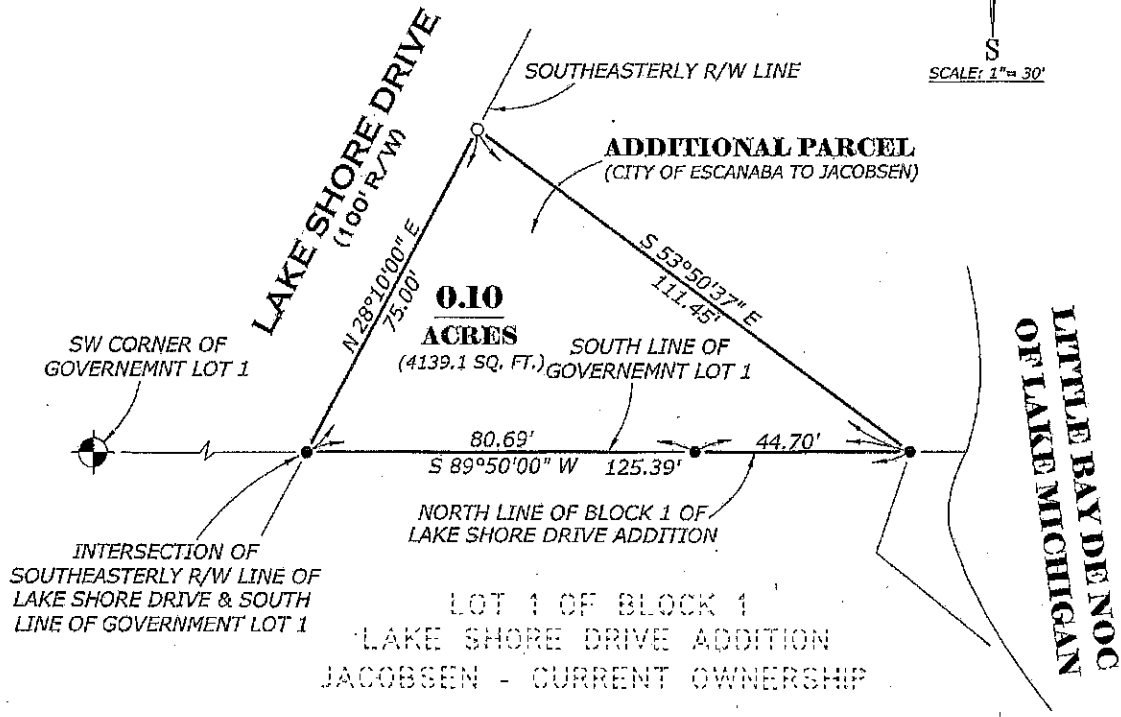 S
SCALE: 1"= 30'
LAKE SHORE DRIVE
(100' R/W)
SOUTHEASTERLY R/W LINE
ADDITIONAL PARCEL
(CITY OF ESCANABA TO JACOBSEN)
N 28°10'00" E
75.00'
S 53°50'37" E
111.45'
0.10
ACRES
(4139.1 SQ. FT.)
SW CORNER OF
GOVERNEMNT LOT 1
SOUTH LINE OF
GOVERNEMNT LOT 1
80.69'
44.70'
S 89°50'00" W 125.39'
NORTH LINE OF BLOCK 1 OF
LAKE SHORE DRIVE ADDITION
INTERSECTION OF
SOUTHEASTERLY R/W LINE OF
LAKE SHORE DRIVE & SOUTH
LINE OF GOVERNMENT LOT 1
LITTLE BAY DE NOC
OF LAKE MICHIGAN
LOT 1 OF BLOCK 1
LAKE SHORE DRIVE ADDITION
JACOBSEN - CURRENT OWNERSHIP